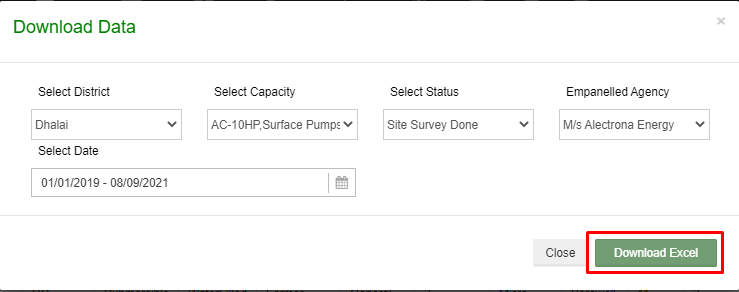 Download Data
×
Select District
Select Capacity
Select Status
Empanelled Agency
Dhalai
AC-10HP,Surface Pumps
Site Survey Done
M/s Alectrona Energy
Select Date
01/01/2019 - 08/09/2021
Close
Download Excel